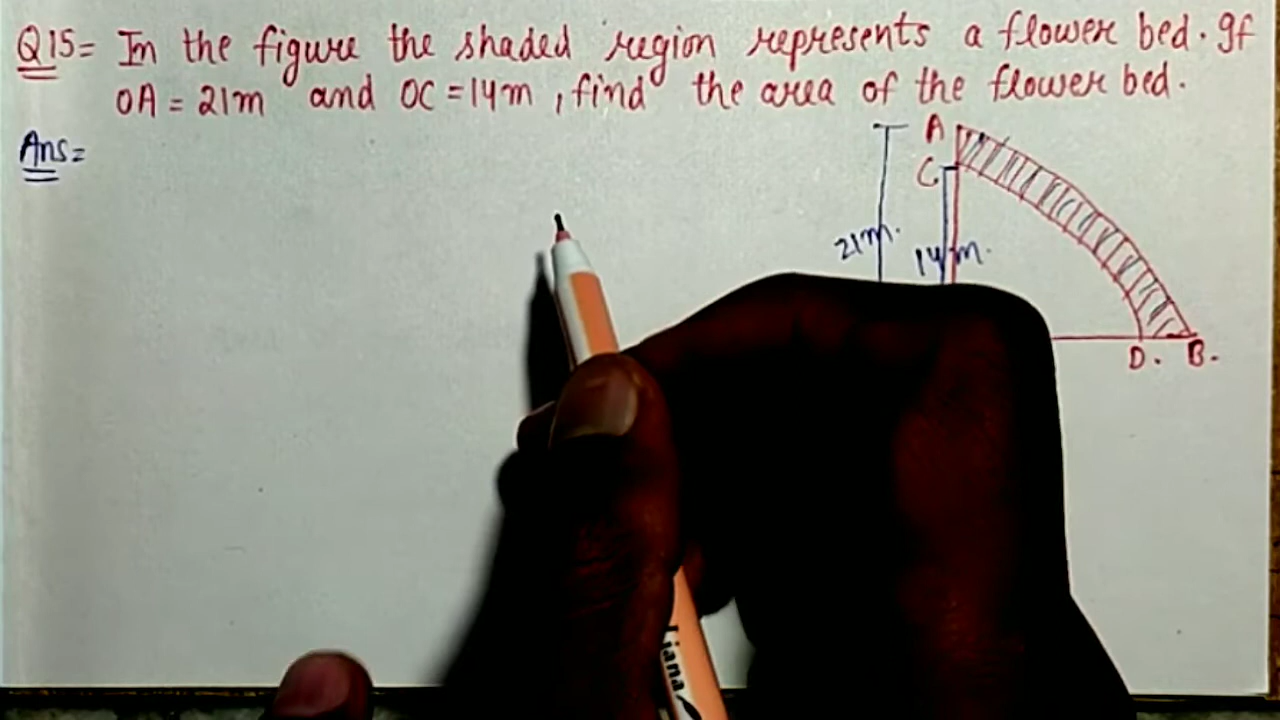 Q15= In the figure the shaded region represents a flower bed. If
OA = 21m and OC = 14m, find the area of the flower bed.
Ans=
A
C
21m.
14m.
D. B.
iana